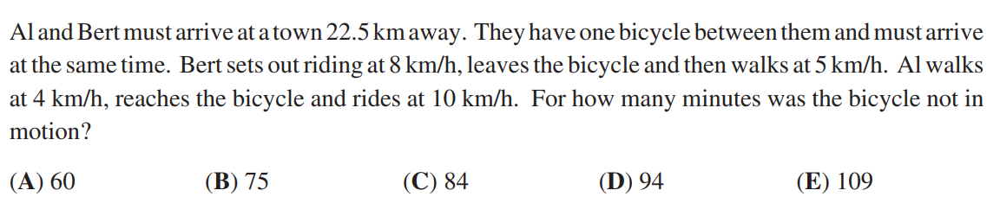 Al and Bert must arrive at a town 22.5 km away. They have one bicycle between them and must arrive
at the same time. Bert sets out riding at 8 km/h, leaves the bicycle and then walks at 5 km/h. Al walks
at 4 km/h, reaches the bicycle and rides at 10 km/h. For how many minutes was the bicycle not in
motion?
(A) 60 (B) 75 (C) 84 (D) 94 (E) 109